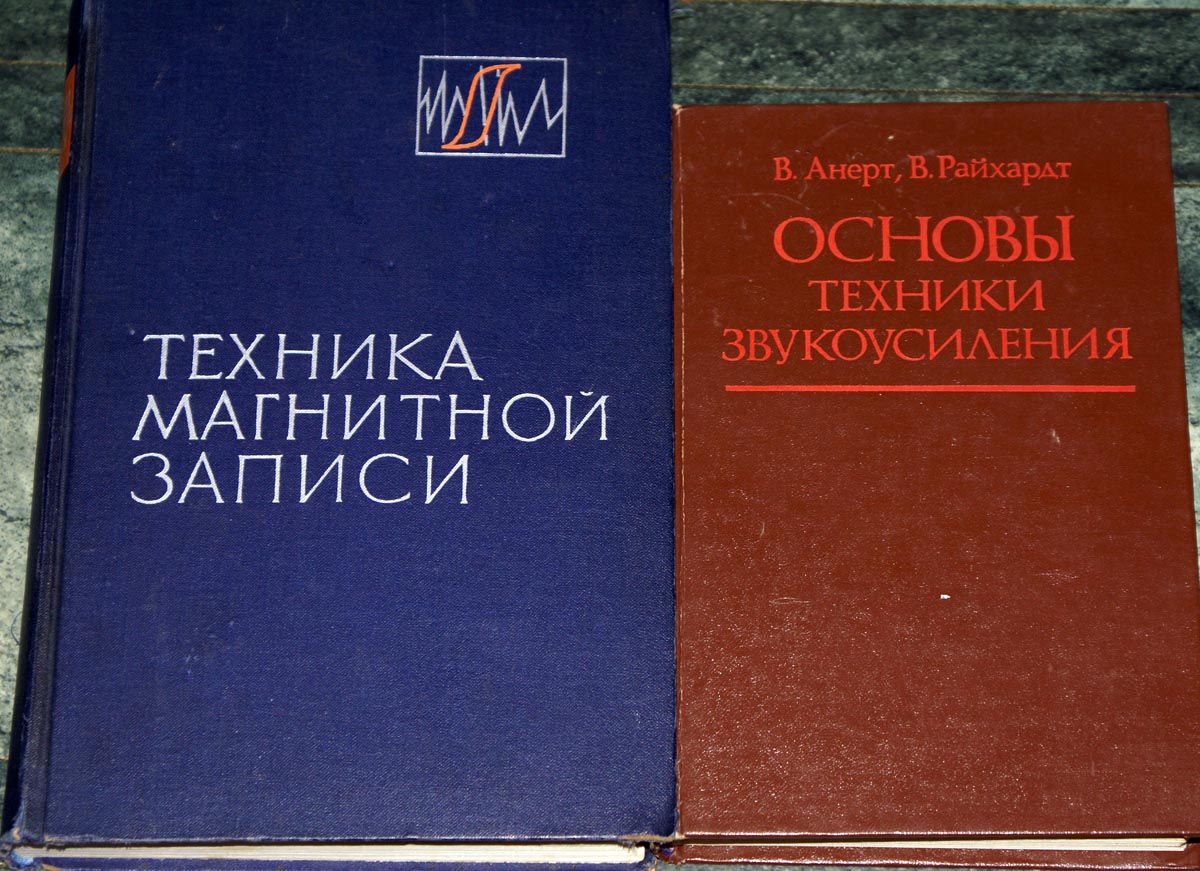 ТЕХНИКА
МАГНИТНОЙ
ЗАПИСИ
В. Анерт, В. Райхардт
ОСНОВЫ
ТЕХНИКИ
ЗВУКОУСИЛЕНИЯ